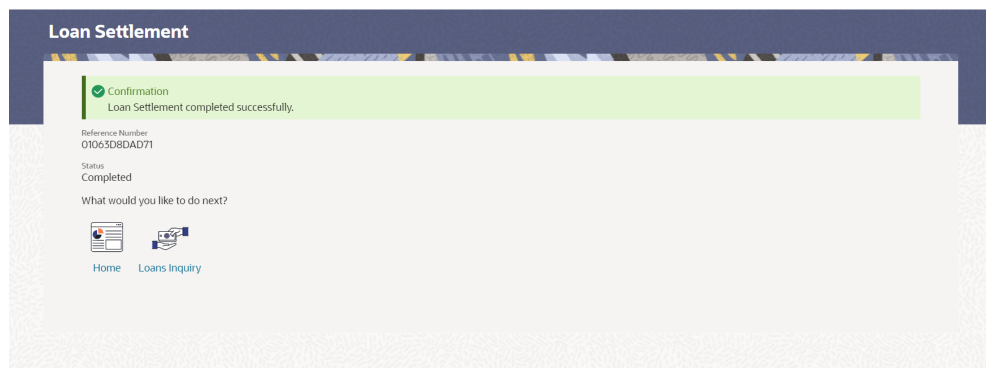 Loan Settlement
Confirmation
Loan Settlement completed successfully.
Reference Number
01063D8DAD71
Status
Completed
What would you like to do next?
Home
Loans Inquiry